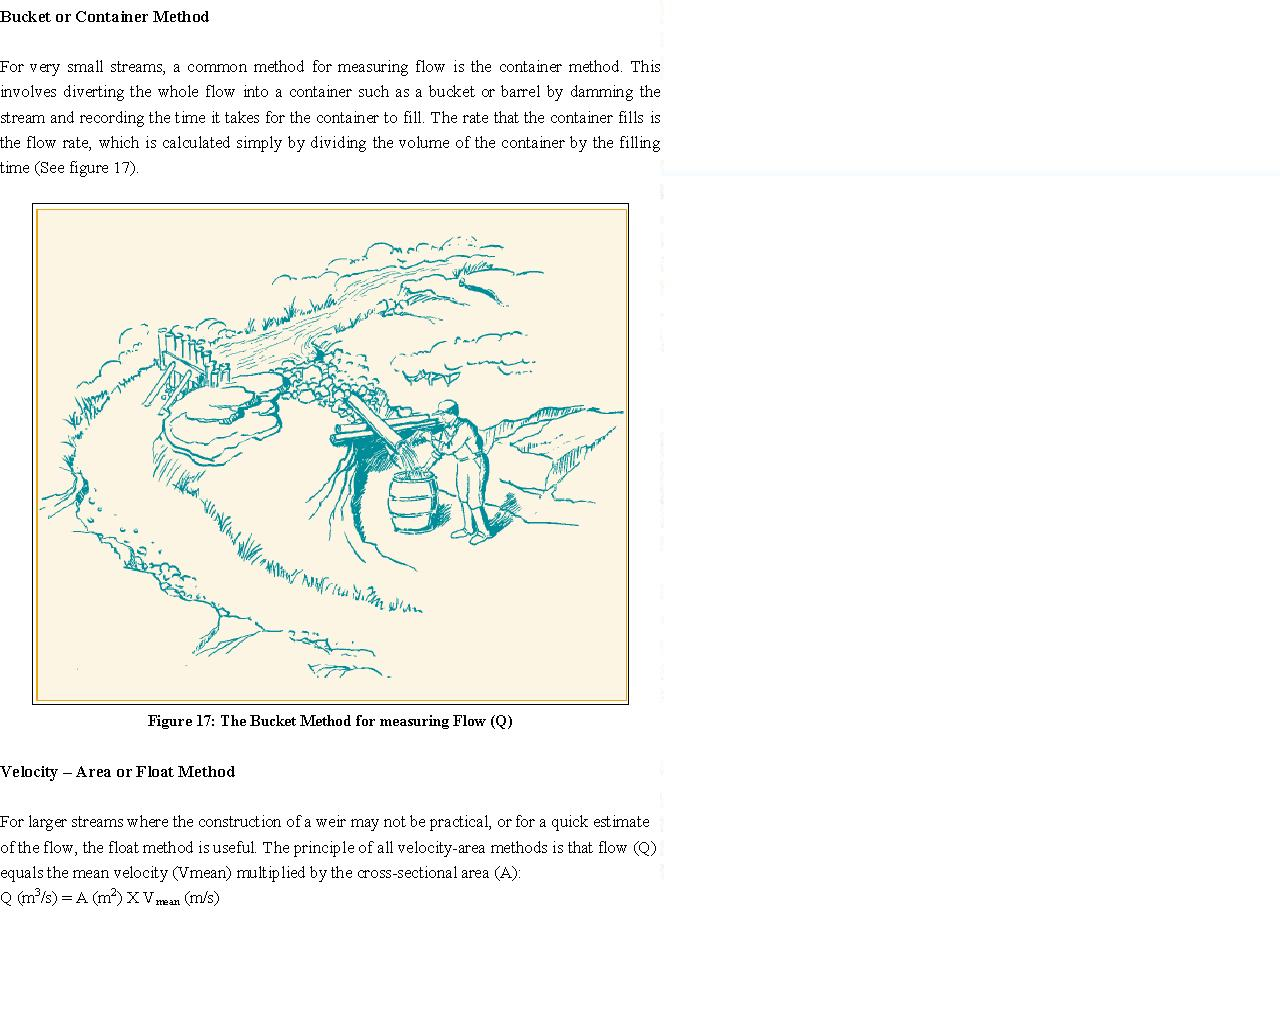 Bucket or Container Method
For very small streams, a common method for measuring flow is the container method. This
involves diverting the whole flow into a container such as a bucket or barrel by damming the
stream and recording the time it takes for the container to fill. The rate that the container fills is
the flow rate, which is calculated simply by dividing the volume of the container by the filling
time (See figure 17).
Figure 17: The Bucket Method for measuring Flow (Q)
Velocity – Area or Float Method
For larger streams where the construction of a weir may not be practical, or for a quick estimate
of the flow, the float method is useful. The principle of all velocity-area methods is that flow (Q)
equals the mean velocity (Vmean) multiplied by the cross-sectional area (A):
Q (m³/s) = A (m²) X Vmean (m/s)